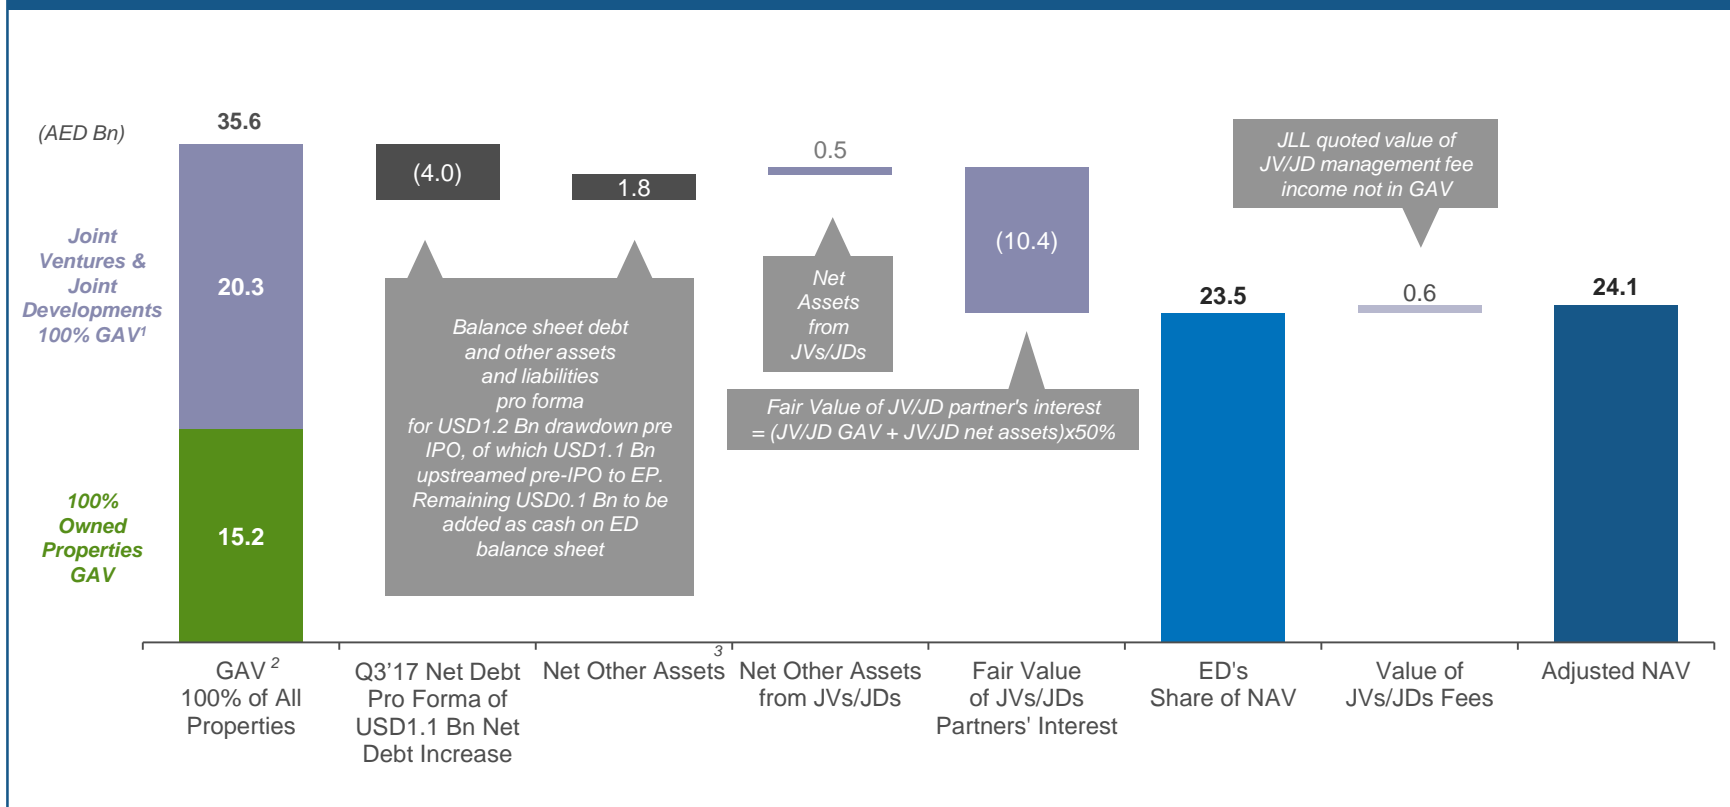 (AED Bn)
35.6
(4.0)
1.8
0.5
(10.4)
JLL quoted value of
JV/JD management fee
income not in GAV
Joint
Ventures &
Joint
Developments
100% GAV1
20.3
Net
Assets
from
JVs/JDs
23.5
0.6
24.1
Balance sheet debt
and other assets
and liabilities
pro forma
for USD1.2 Bn drawdown pre
IPO, of which USD1.1 Bn
upstreamed pre-IPO to EP.
Remaining USD0.1 Bn to be
added as cash on ED
balance sheet
Fair Value of JV/JD partner's interest
= (JV/JD GAV + JV/JD net assets)x50%
100%
Owned
Properties
GAV
15.2
GAV 2
100% of All
Properties
Q3’17 Net Debt
Pro Forma of
USD1.1 Bn Net
Debt Increase
Net Other Assets 3
Net Other Assets
from JVs/JDs
Fair Value
of JVs/JDs
Partners' Interest
ED's
Share of NAV
Value of
JVs/JDs Fees
Adjusted NAV